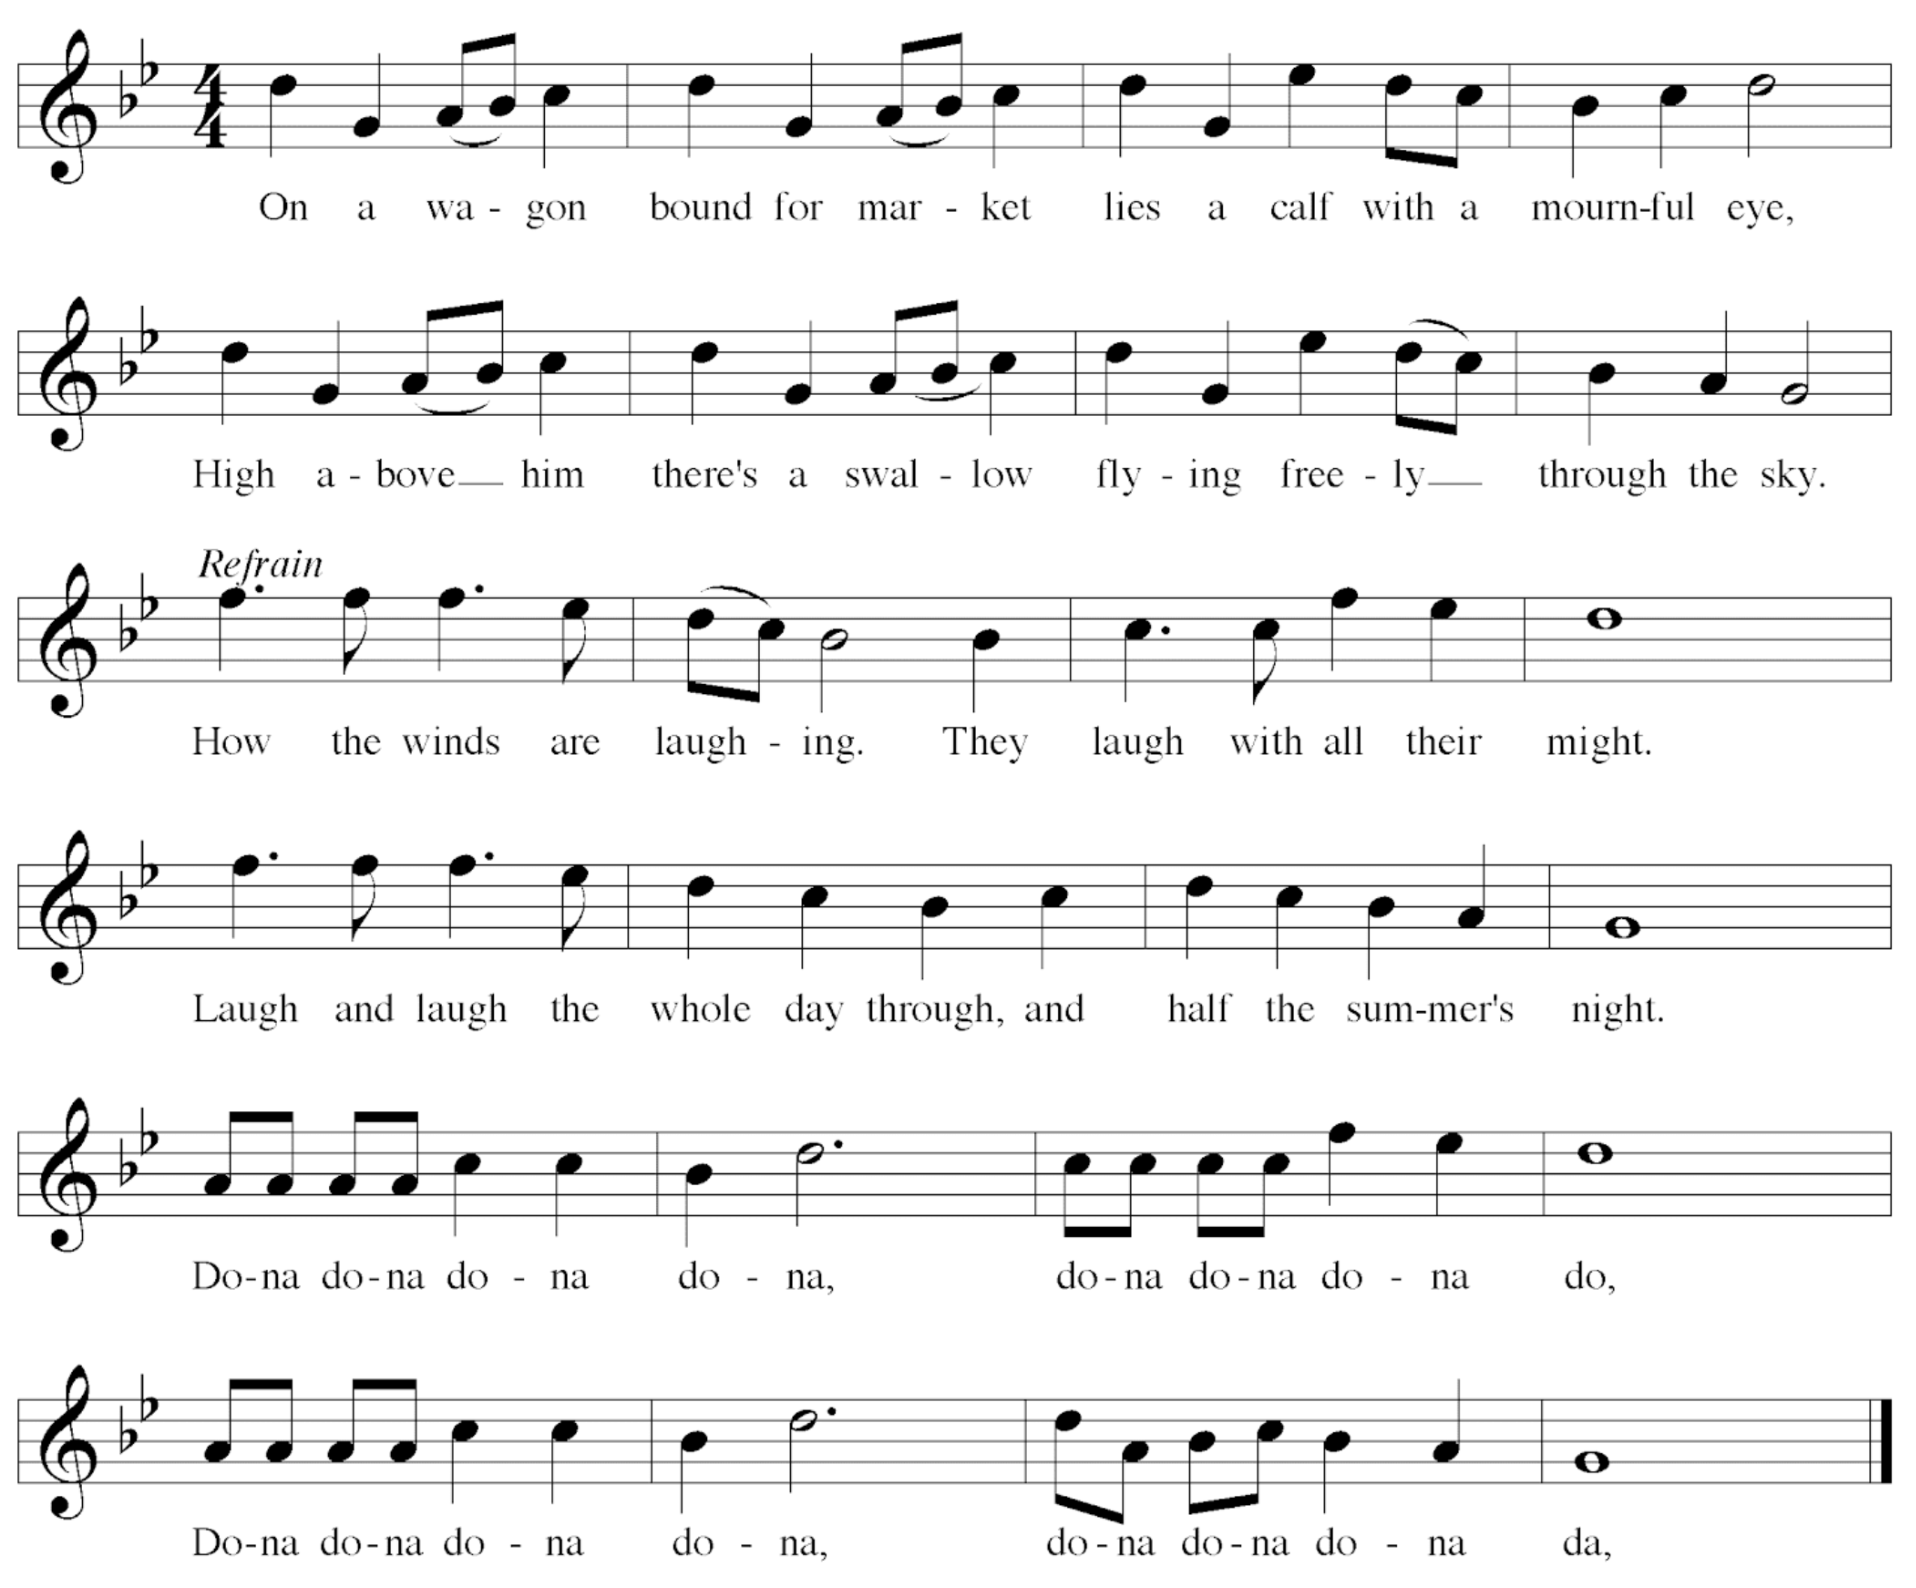 4
4
On a wa - gon bound for mar - ket lies a calf with a mourn-ful eye,
High a - bove him there's a swal - low fly - ing free - ly through the sky.
Refrain
How the winds are laugh - ing. They laugh with all their might.
Laugh and laugh the whole day through, and half the sum-mer's night.
Do-na do-na do - na do - na, do-na do-na do - na do,
Do-na do-na do - na do - na, do-na do-na do - na da,